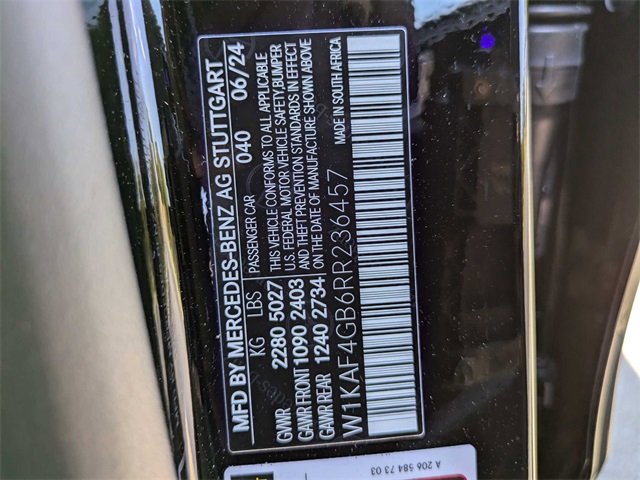 MFD BY MERCEDES-BENZ AG STUTTGART
040 06/24
PASSENGER CAR
KG LBS
GVWR 2280 5027
GAWR FRONT 1090 2403
GAWR REAR 1240 2734
THIS VEHICLE CONFORMS TO ALL APPLICABLE
U.S. FEDERAL MOTOR VEHICLE SAFETY,BUMPER
AND THEFT PREVENTION STANDARDS IN EFFECT
ON THE DATE OF MANUFACTURE SHOWN ABOVE
W1KAF4GB6RR236457
MADE IN SOUTH AFRICA
A 206 584 73 03